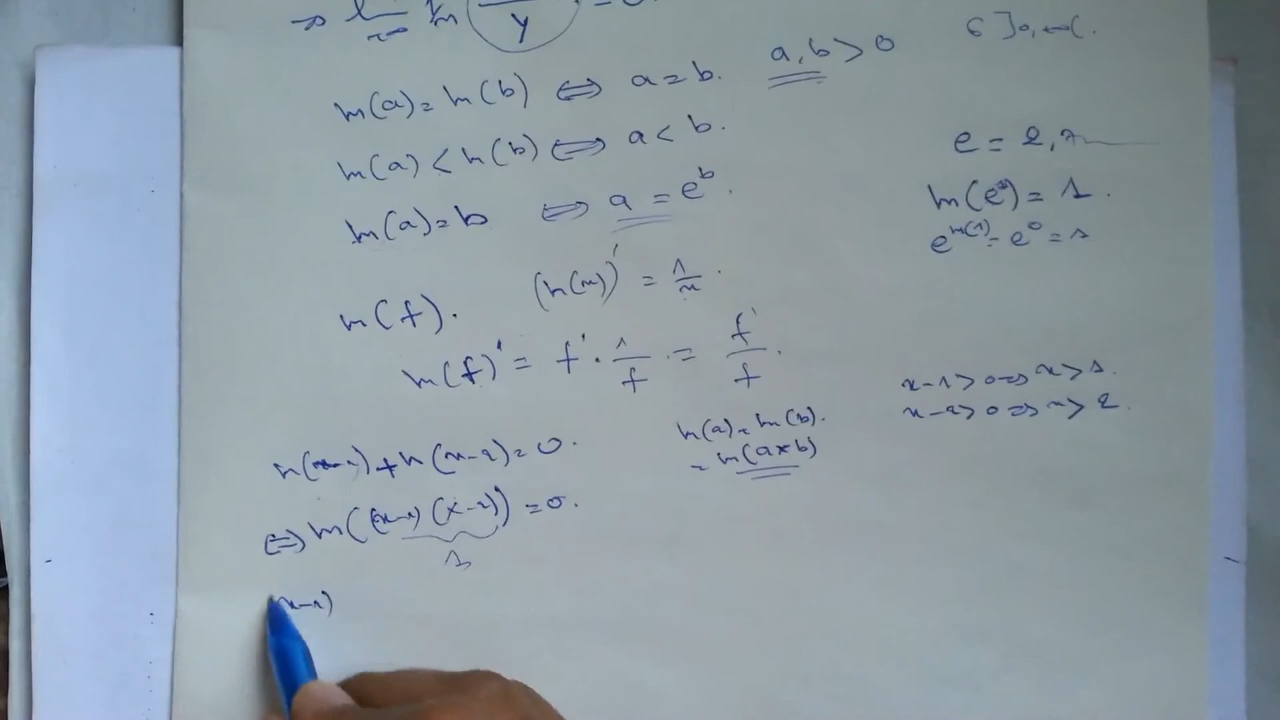 a, b > 0
ln(a) = ln(b) ⟺ a = b.
ln(a) < ln(b) ⟺ a < b.
ln(a) = b ⟺ a = e^b.
e = 2,7
ln(e) = 1.
e^ln(1) = e^0 = 1
ln(f). (ln(x))' = 1/x.
ln(f)' = f' · 1/f = f'/f.
x-1>0 ⟹ x>1.
x-2>0 ⟹ x>2.
ln(a) = ln(b).
= ln(a×b)
ln(x-1) + ln(x-2) = 0.
⟺ ln((x-1)(x-2)) = 0.
1
(x-1)